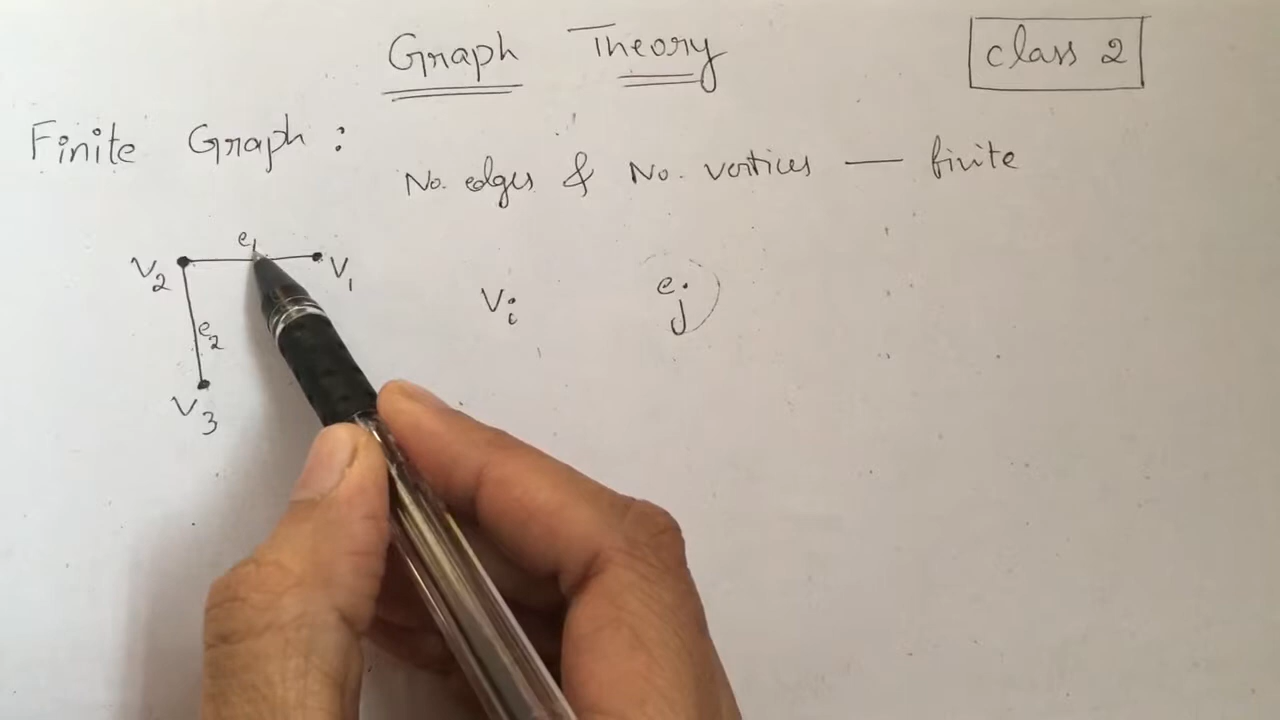 Graph Theory
class 2
Finite Graph :
No. edges & No. vertices — finite
e1
V2 V1
Vi ej
e2
V3